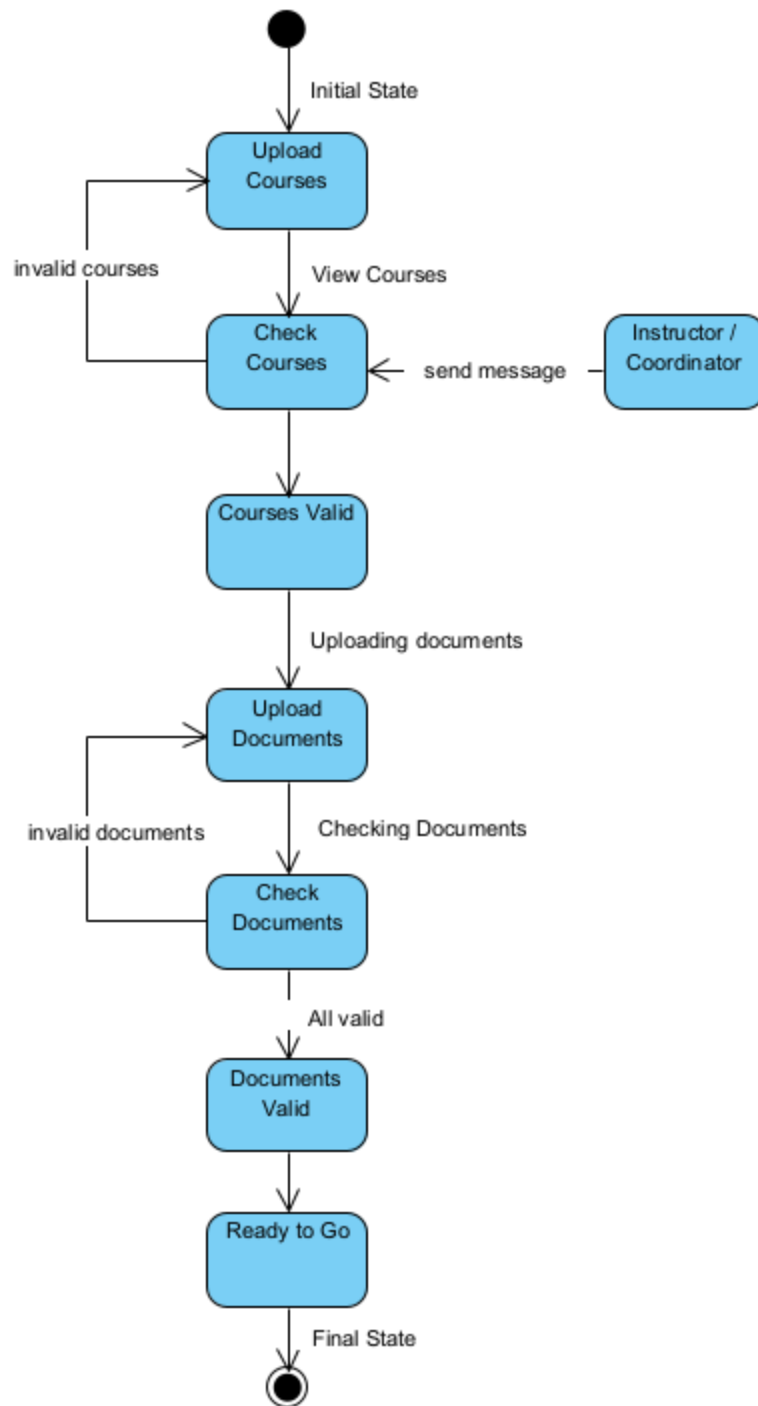 Initial State
Upload
Courses
invalid courses
View Courses
Check
Courses
send message
Instructor /
Coordinator
Courses Valid
Uploading documents
Upload
Documents
invalid documents
Checking Documents
Check
Documents
All valid
Documents
Valid
Ready to Go
Final State